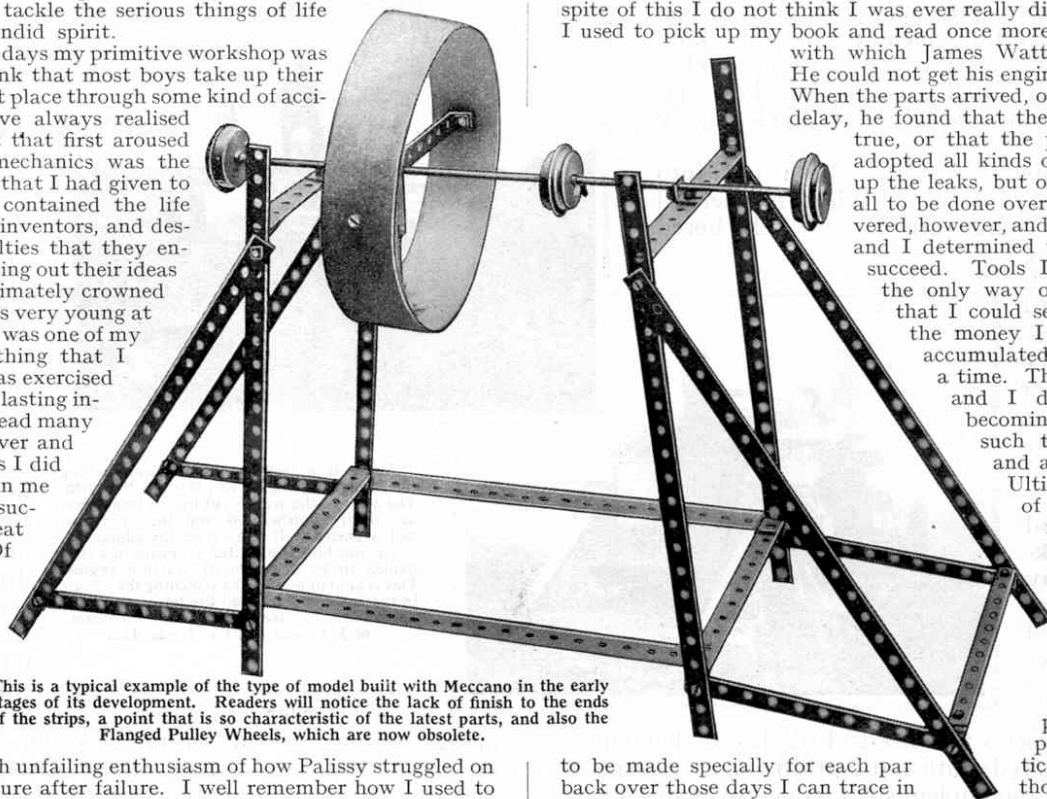 tackle the serious things of life
ndid spirit.
days my primitive workshop was
nk that most boys take up their
t place through some kind of acci-
ve always realised
t that first aroused
mechanics was the
that I had given to
contained the life
inventors, and des-
lties that they en-
ing out their ideas
timately crowned
s very young at
was one of my
thing that I
as exercised
lasting in-
ead many
ver and
s I did
n me
suc-
eat
Of
This is a typical example of the type of model built with Meccano in the early
tages of its development. Readers will notice the lack of finish to the ends
f the strips, a point that is so characteristic of the latest parts, and also the
Flanged Pulley Wheels, which are now obsolete.
h unfailing enthusiasm of how Palissy struggled on
ure after failure. I well remember how I used to
spite of this I do not think I was ever really di
I used to pick up my book and read once more
with which James Watt
He could not get his engin
When the parts arrived, o
delay, he found that the
true, or that the
adopted all kinds o
up the leaks, but o
all to be done over
vered, however, and
and I determined
succeed. Tools I
the only way o
that I could se
the money I
accumulated
a time. Th
and I d
becomin
such t
and a
Ulti
of
p
p
tic
to be made specially for each par
back over those days I can trace in
tho